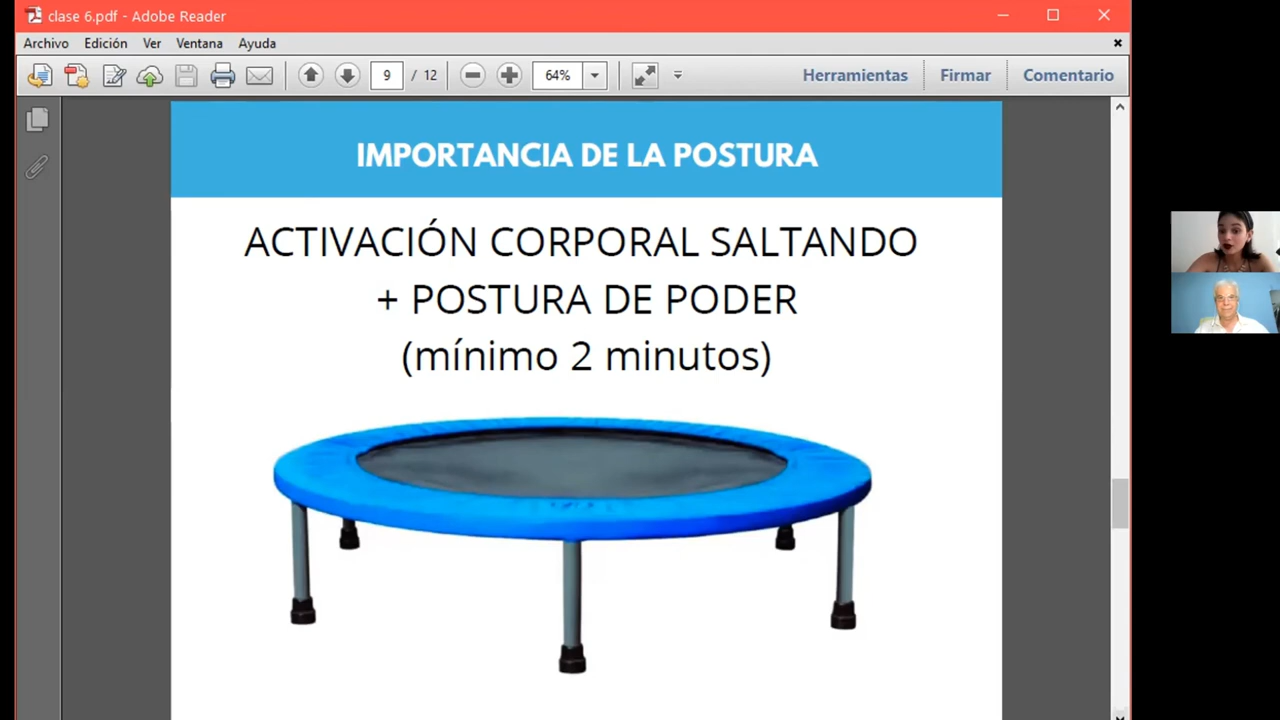 clase 6.pdf - Adobe Reader
Archivo Edición Ver Ventana Ayuda
9 / 12 64% Herramientas Firmar Comentario
IMPORTANCIA DE LA POSTURA
ACTIVACIÓN CORPORAL SALTANDO
+ POSTURA DE PODER
(mínimo 2 minutos)